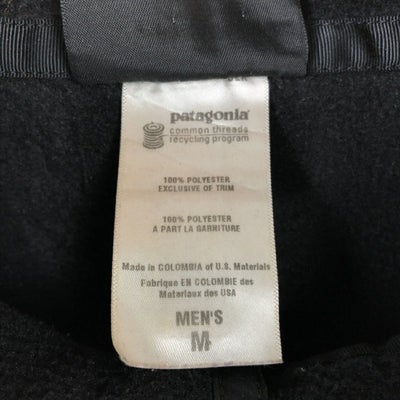 patagonia
common threads
recycling program
100% POLYESTER
EXCLUSIVE OF TRIM
100% POLYESTER
A PART LA GARNITURE
Made in COLOMBIA of U.S. Materials
Fabrique EN COLOMBIE des
Materiaux des USA
MEN'S
M